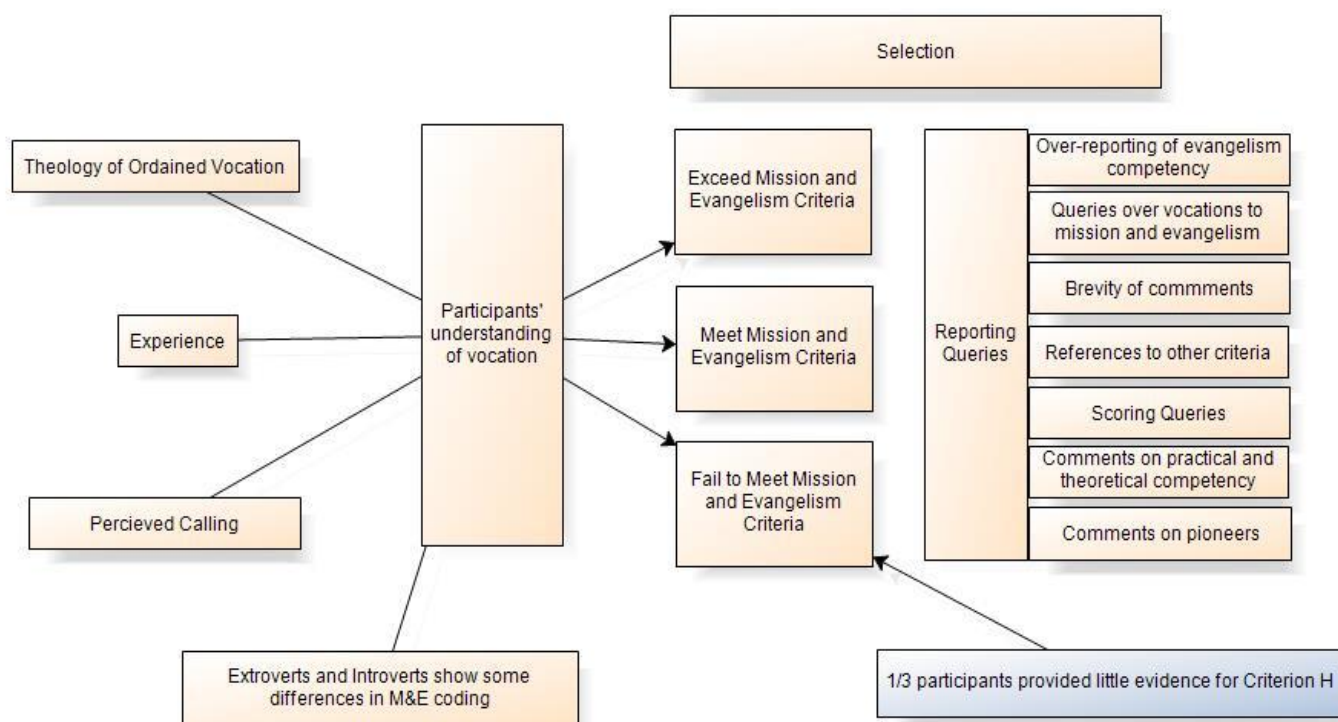 Selection
Theology of Ordained Vocation
Experience
Percieved Calling
Extroverts and Introverts show some
differences in M&E coding
Participants'
understanding
of vocation
Exceed Mission and
Evangelism Criteria
Meet Mission and
Evangelism Criteria
Fail to Meet Mission
and Evangelism
Criteria
Reporting
Queries
Over-reporting of evangelism
competency
Queries over vocations to
mission and evangelism
Brevity of commments
References to other criteria
Scoring Queries
Comments on practical and
theoretical competency
Comments on pioneers
1/3 participants provided little evidence for Criterion H